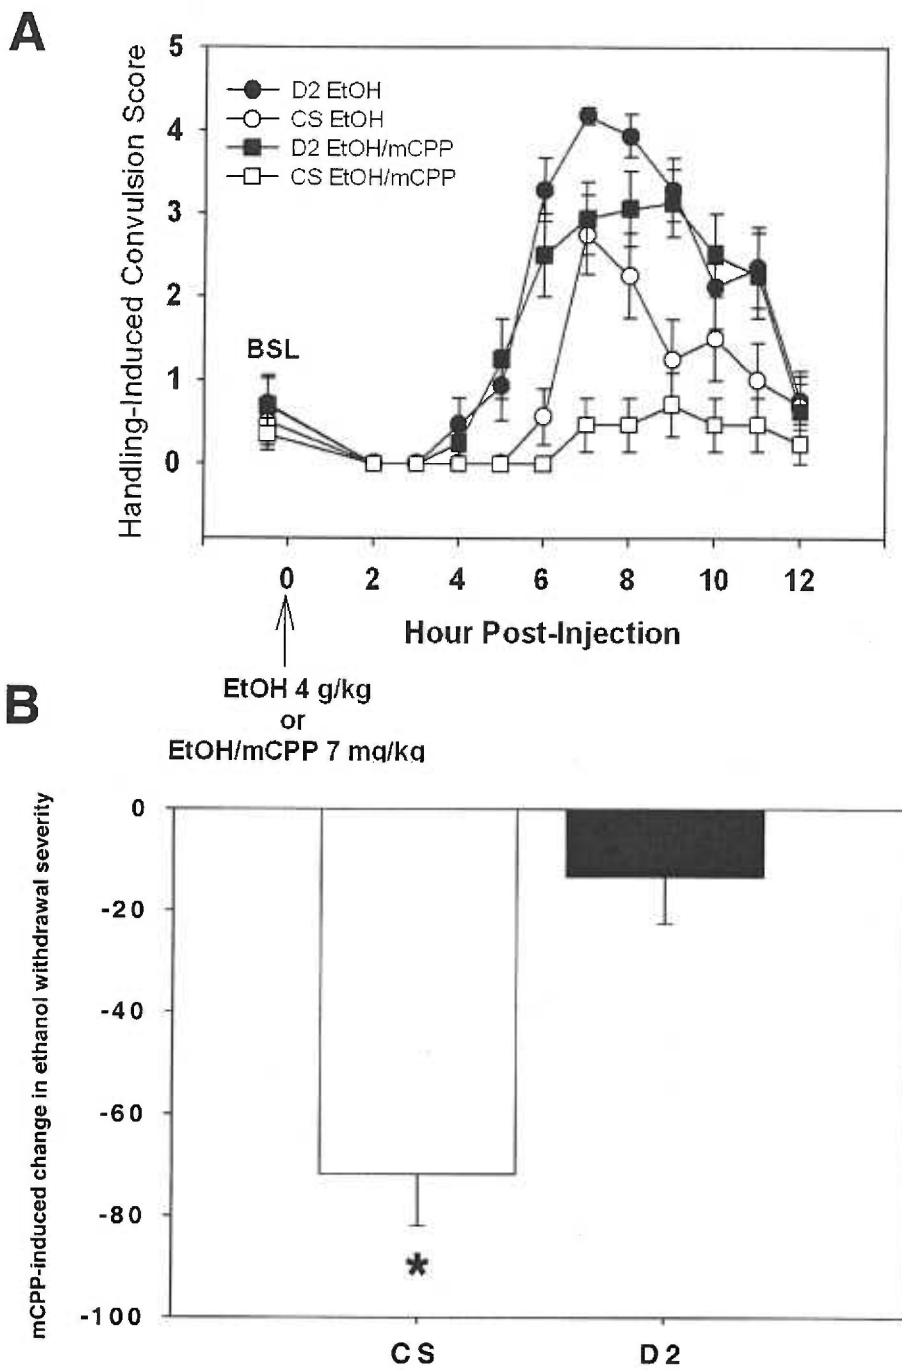 A
Handling-Induced Convulsion Score
5
4
3
2
1
0
D2 EtOH
CS EtOH
D2 EtOH/mCPP
CS EtOH/mCPP
BSL
0 2 4 6 8 10 12
Hour Post-Injection
EtOH 4 g/kg
or
EtOH/mCPP 7 mg/kg
B
mCPP-induced change in ethanol withdrawal severity
0
-20
-40
-60
-80
-100
*
CS D2